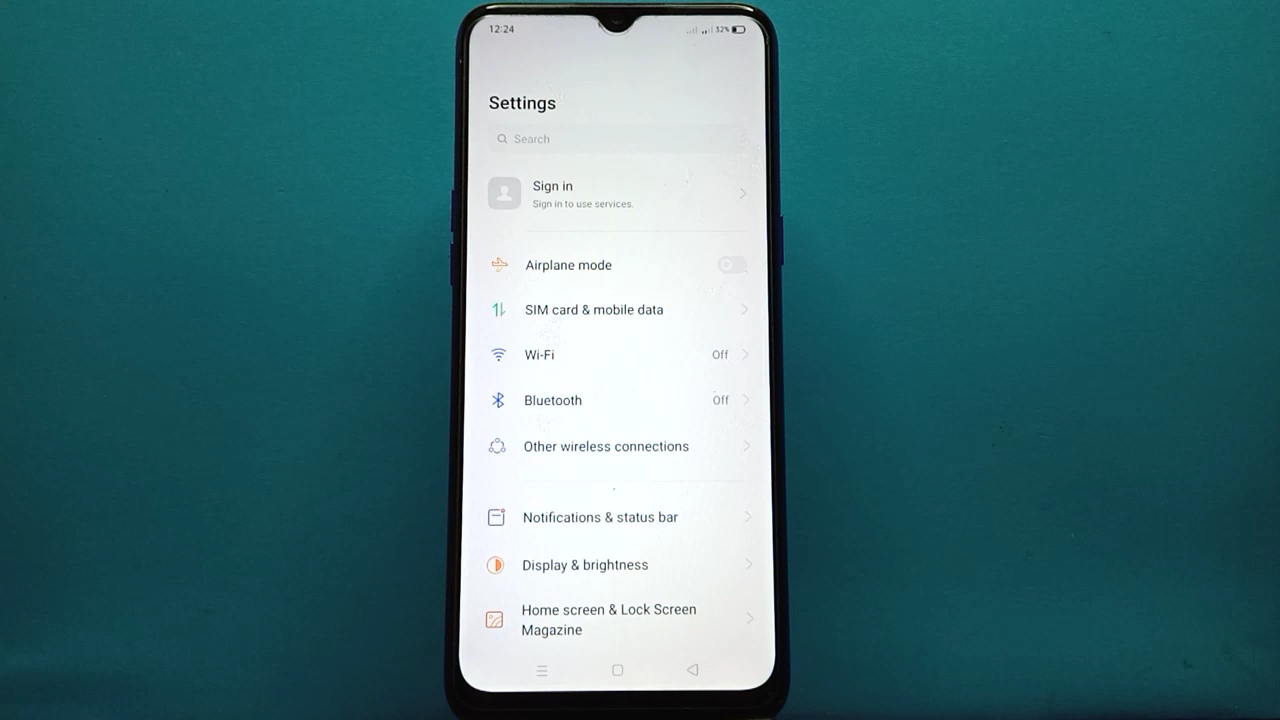 12:24
32%
Settings
Search
Sign in
Sign in to use services.
Airplane mode
SIM card & mobile data
Wi-Fi
Off
Bluetooth
Off
Other wireless connections
Notifications & status bar
Display & brightness
Home screen & Lock Screen
Magazine